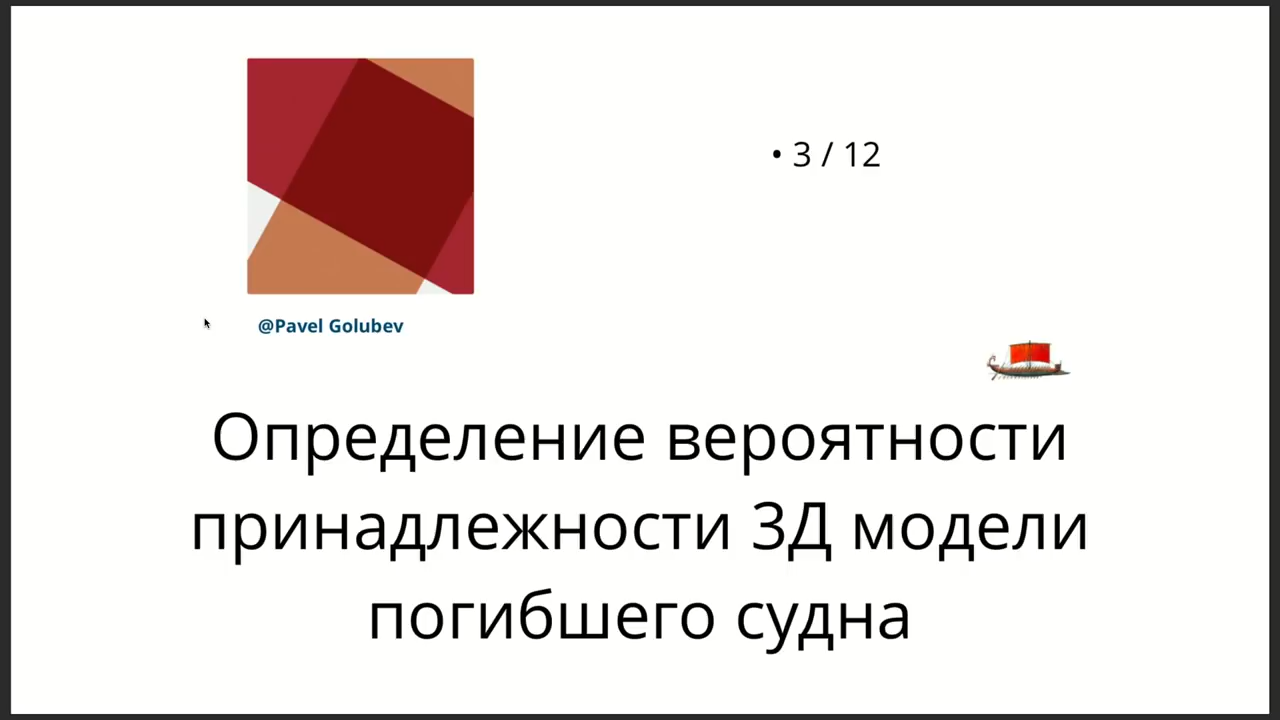 • 3 / 12
@Pavel Golubev
Определение вероятности
принадлежности 3Д модели
погибшего судна